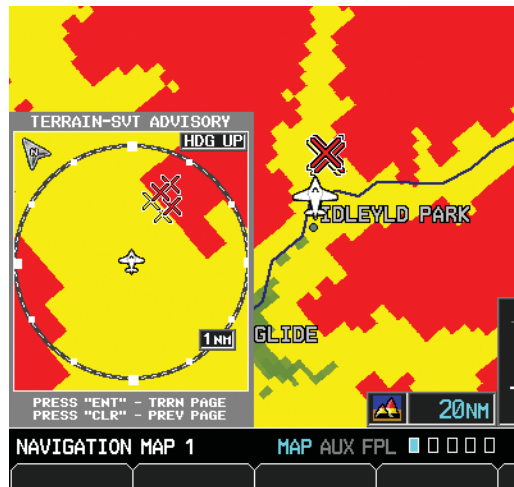 TERRAIN-SVT ADVISORY
HDG UP
N
1NM
PRESS "ENT" - TRRN PAGE
PRESS "CLR" - PREV PAGE
IDLEYLD PARK
GLIDE
20NM
NAVIGATION MAP 1 MAP AUX FPL